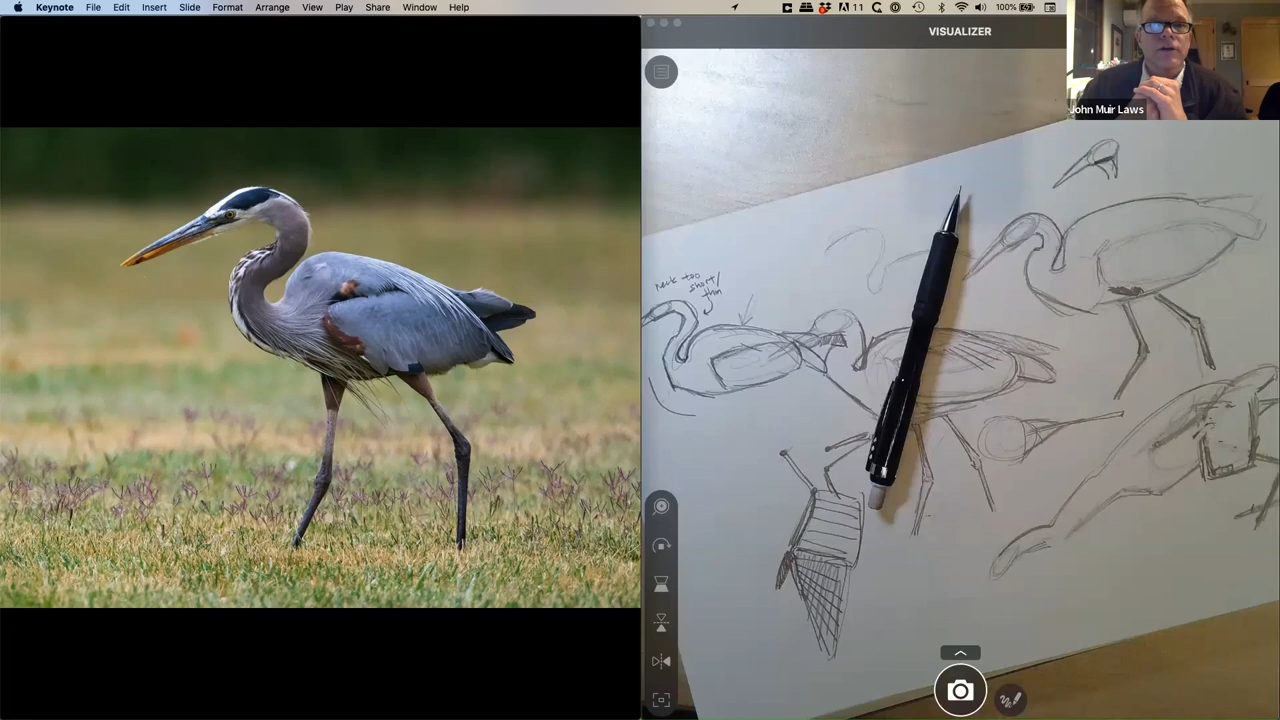 Keynote File Edit Insert Slide Format Arrange View Play Share Window Help
11 100%
VISUALIZER
John Muir Laws
neck too
short/
thin